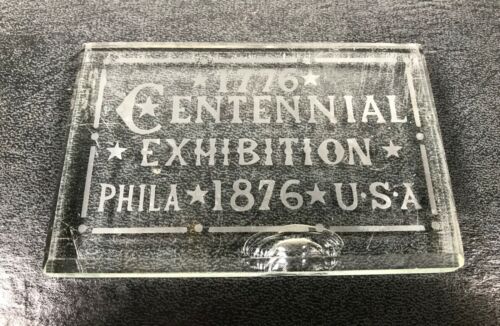 ★1776★
CENTENNIAL
★EXHIBITION★
PHILA★1876★U·S·A